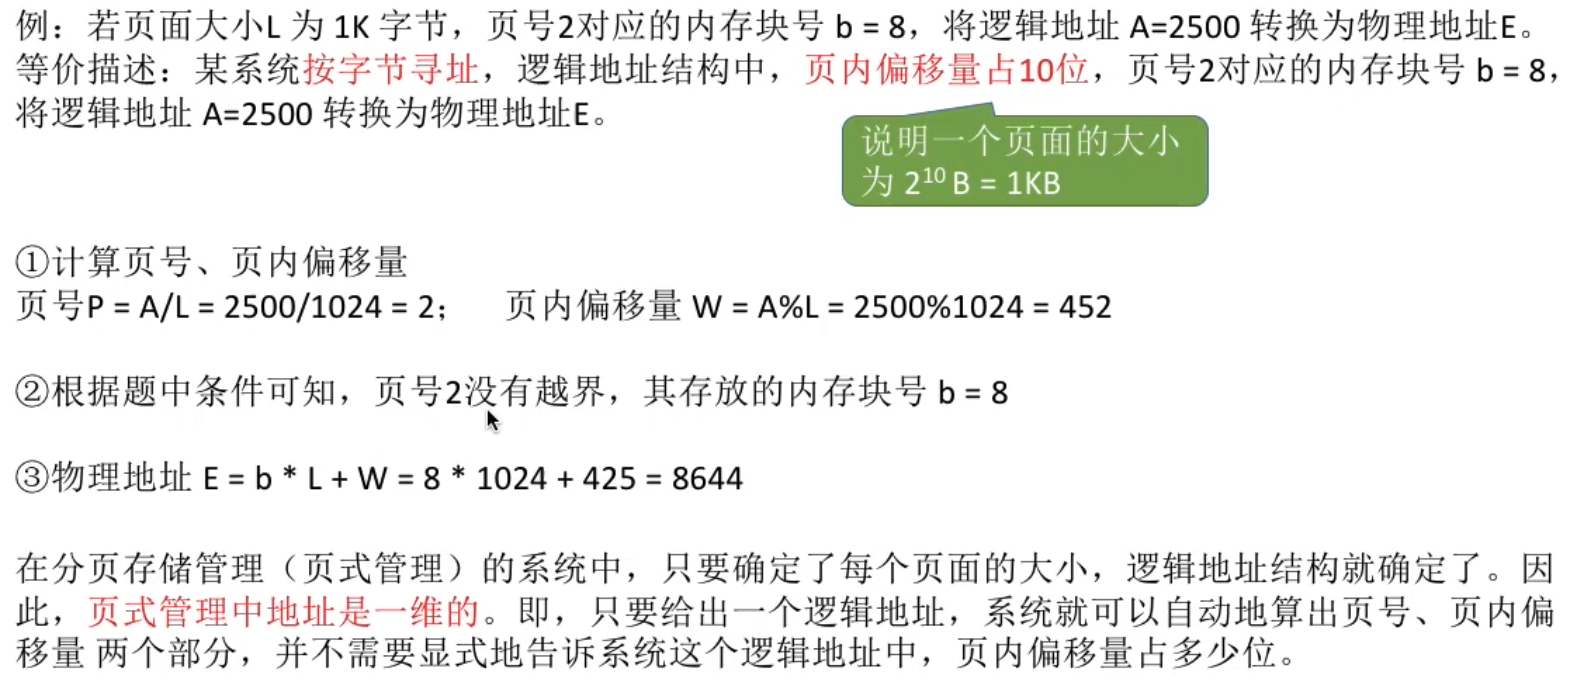 例：若页面大小L 为 1K 字节，页号2对应的内存块号 b = 8，将逻辑地址 A=2500 转换为物理地址E。
等价描述：某系统按字节寻址，逻辑地址结构中，页内偏移量占10位，页号2对应的内存块号 b = 8，
将逻辑地址 A=2500 转换为物理地址E。
说明一个页面的大小
为 2¹⁰ B = 1KB
①计算页号、页内偏移量
页号P = A/L = 2500/1024 = 2； 页内偏移量 W = A%L = 2500%1024 = 452
②根据题中条件可知，页号2没有越界，其存放的内存块号 b = 8
③物理地址 E = b * L + W = 8 * 1024 + 425 = 8644
在分页存储管理（页式管理）的系统中，只要确定了每个页面的大小，逻辑地址结构就确定了。因
此，页式管理中地址是一维的。即，只要给出一个逻辑地址，系统就可以自动地算出页号、页内偏
移量 两个部分，并不需要显式地告诉系统这个逻辑地址中，页内偏移量占多少位。